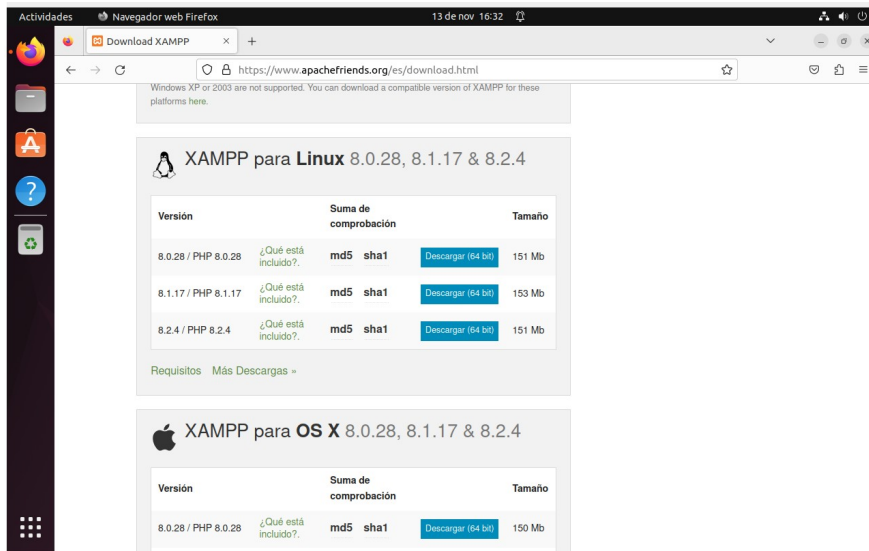 Actividades Navegador web Firefox 13 de nov 16:32
Download XAMPP
https://www.apachefriends.org/es/download.html
Windows XP or 2003 are not supported. You can download a compatible version of XAMPP for these
platforms here.
XAMPP para Linux 8.0.28, 8.1.17 & 8.2.4
Versión Suma de comprobación Tamaño
8.0.28 / PHP 8.0.28 ¿Qué está incluido?. md5 sha1 Descargar (64 bit) 151 Mb
8.1.17 / PHP 8.1.17 ¿Qué está incluido?. md5 sha1 Descargar (64 bit) 153 Mb
8.2.4 / PHP 8.2.4 ¿Qué está incluido?. md5 sha1 Descargar (64 bit) 151 Mb
Requisitos Más Descargas »
XAMPP para OS X 8.0.28, 8.1.17 & 8.2.4
Versión Suma de comprobación Tamaño
8.0.28 / PHP 8.0.28 ¿Qué está incluido?. md5 sha1 Descargar (64 bit) 150 Mb